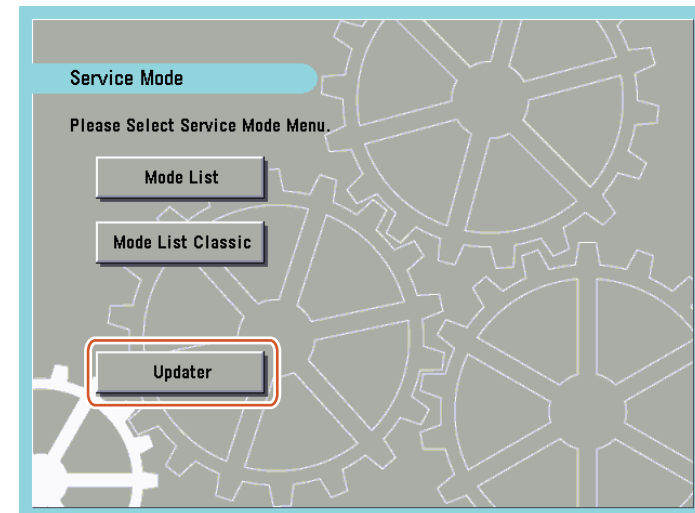 Service Mode
Please Select Service Mode Menu.
Mode List
Mode List Classic
Updater